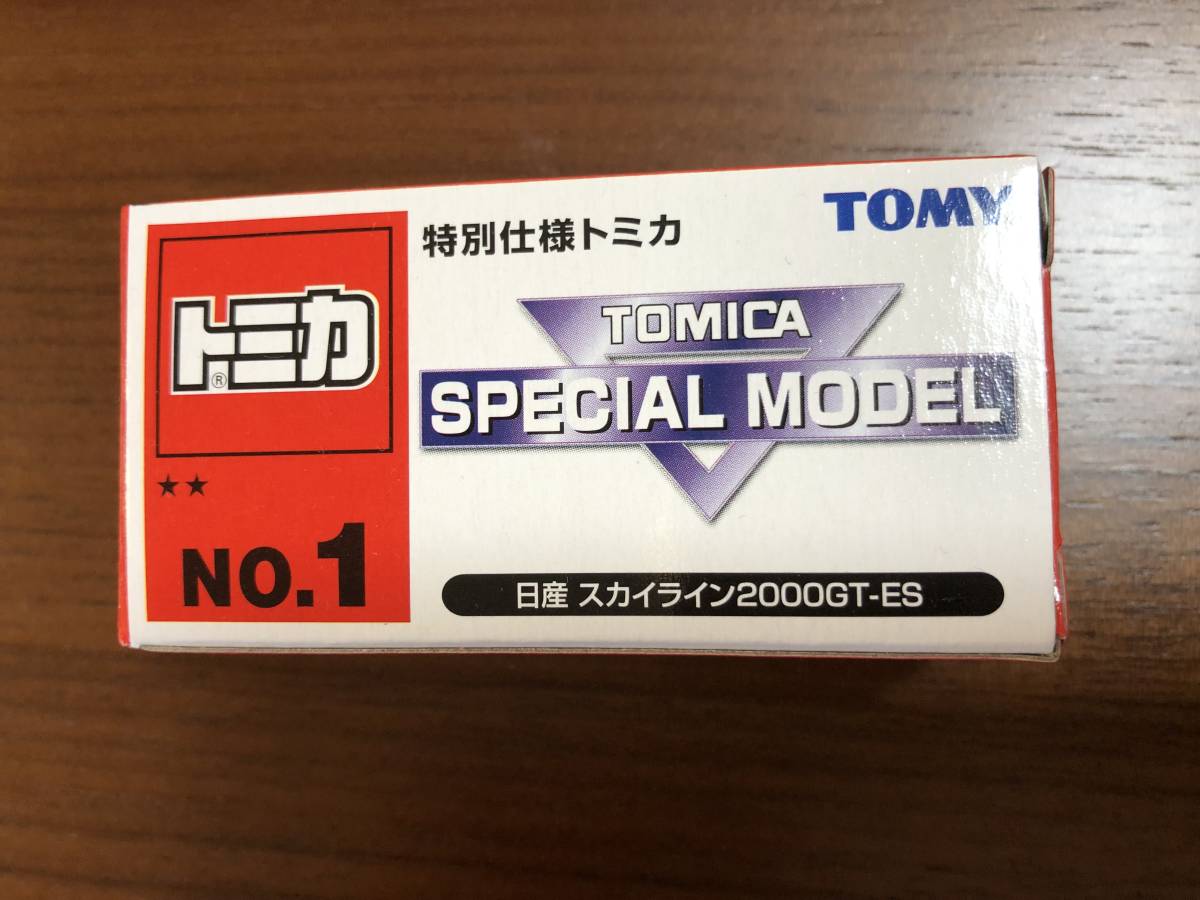 トミカ®
★★
NO.1
特別仕様トミカ
TOMY
TOMICA
SPECIAL MODEL
日産 スカイライン2000GT-ES